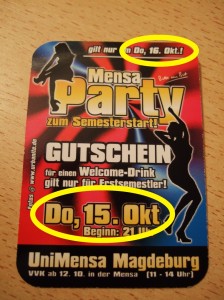 gilt nur am Do, 16. Okt.!
Mensa
Party
zum Semesterstart!
GUTSCHEIN
für einen Welcome-Drink
gilt nur für Erstsemestler!
Do, 15. Okt
Beginn: 21 Uhr
UniMensa Magdeburg
VVK ab 12.10. in der Mensa [11 - 14 Uhr]